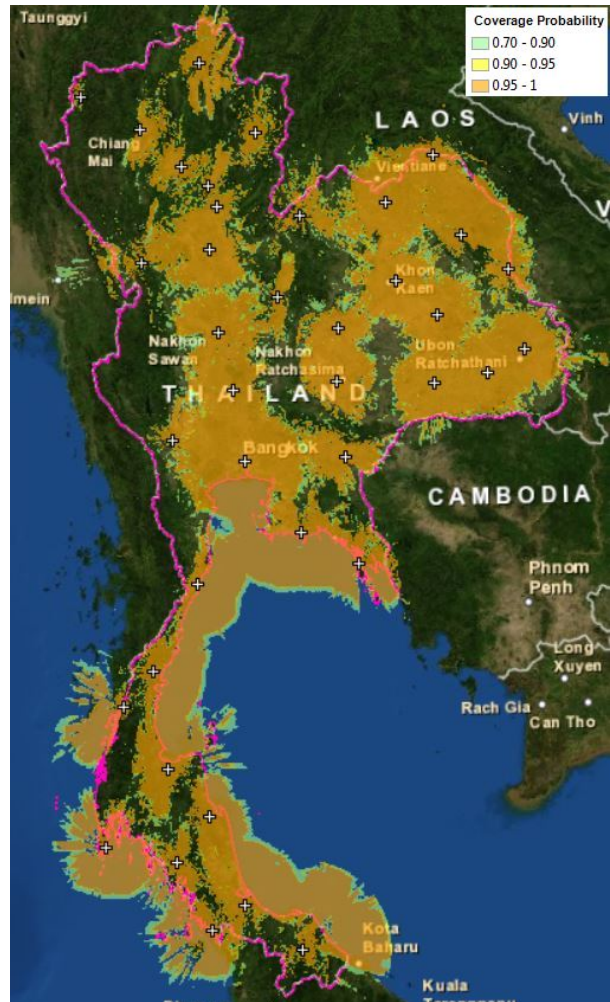 Taunggyi
Coverage Probability
0.70 - 0.90
0.90 - 0.95
0.95 - 1
Chiang
Mai
LAOS
Vinh
Vientiane
V
Khon
Kaen
lmein
Nakhon
Sawan
Nakhon
Ratchasima
Ubon
Ratchathani
THAILAND
Bangkok
CAMBODIA
Phnom
Penh
Long
Xuyen
Rach Gia
Can Tho
Kota
Baharu
Kuala